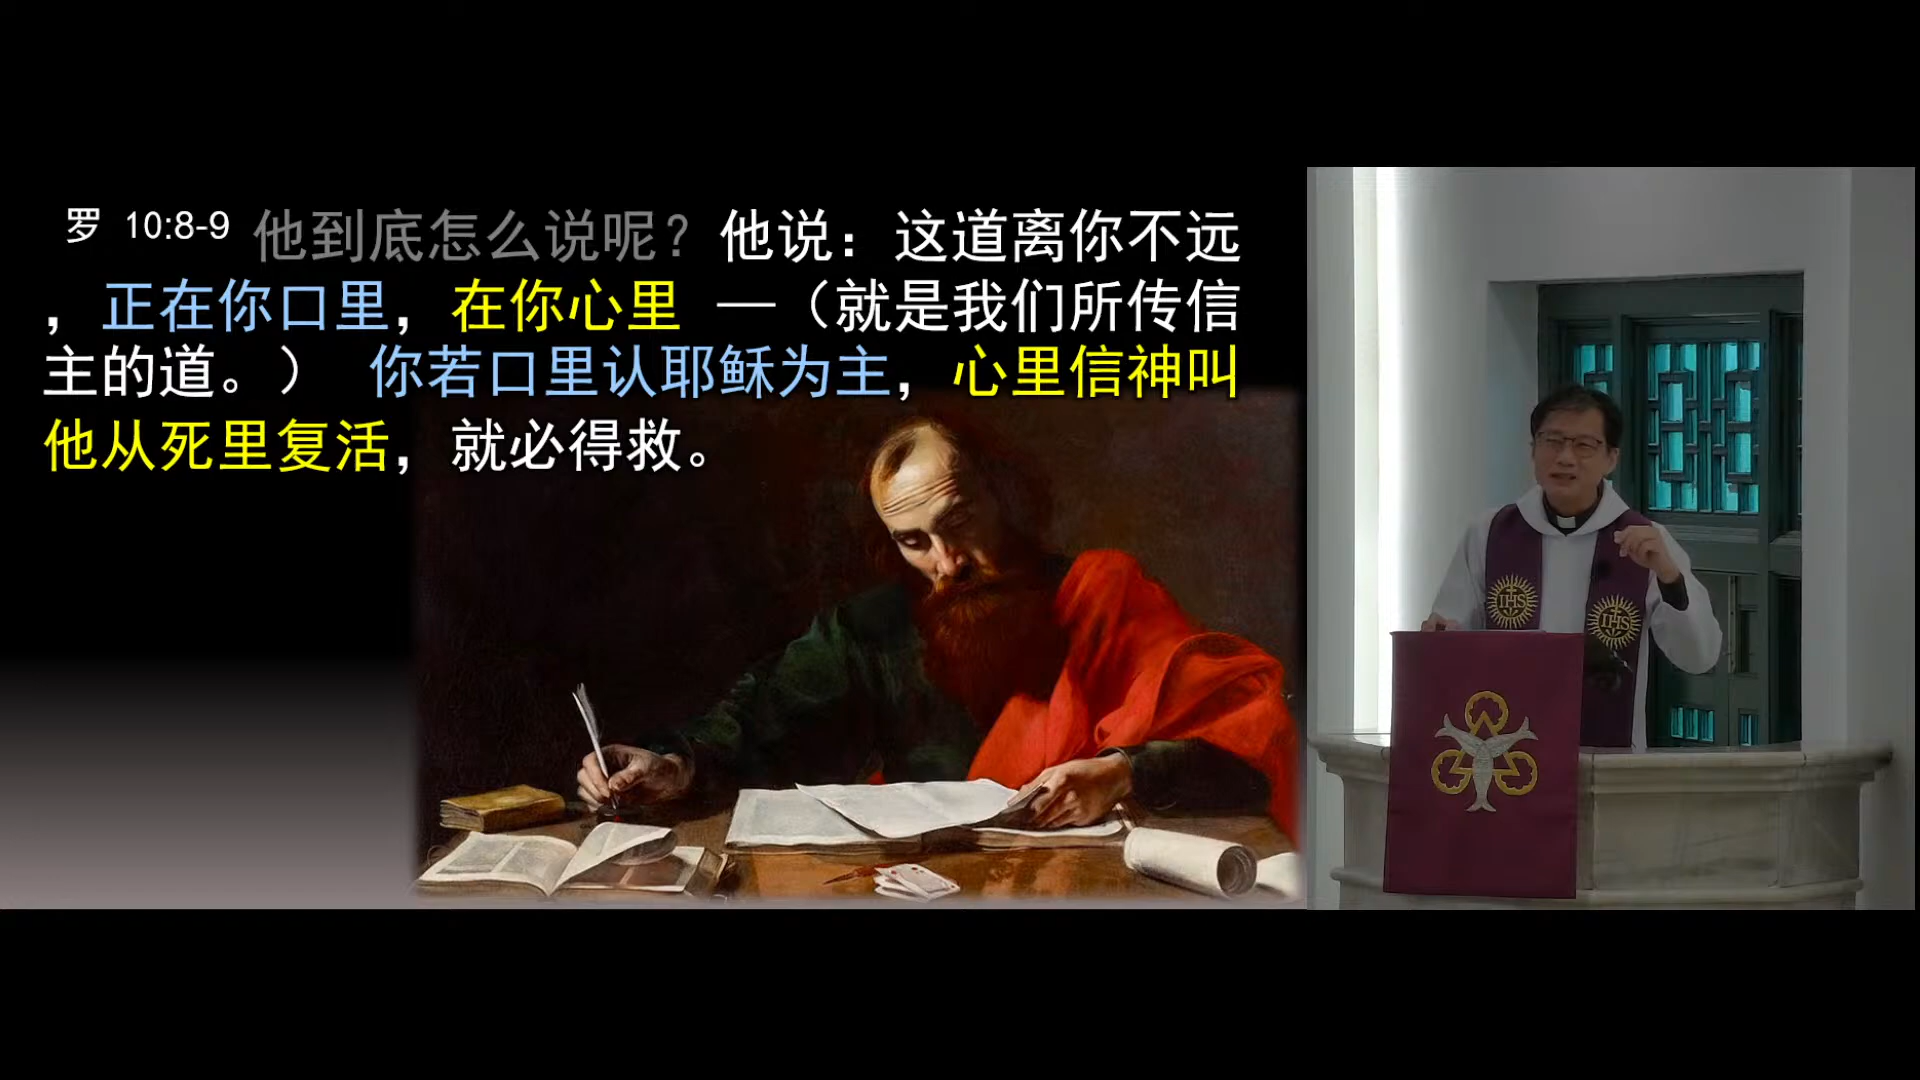 罗 10:8-9 他到底怎么说呢？他说：这道离你不远
，正在你口里，在你心里 —（就是我们所传信
主的道。） 你若口里认耶稣为主，心里信神叫
他从死里复活，就必得救。
IHS
IHS